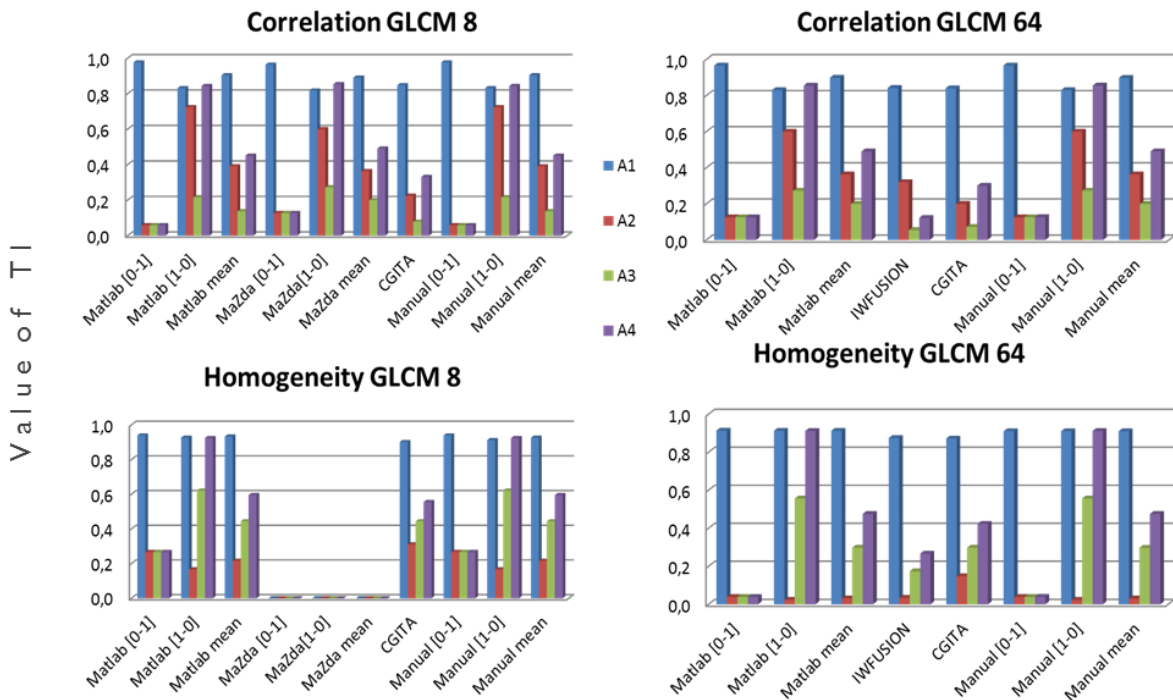 Correlation GLCM 8
1,0
0,8
0,6
0,4
0,2
0,0
Matlab [0-1]
Matlab [1-0]
Matlab mean
MaZda [0-1]
MaZda[1-0]
MaZda mean
CGITA
Manual [0-1]
Manual [1-0]
Manual mean
Correlation GLCM 64
1,0
0,8
0,6
0,4
0,2
0,0
Matlab [0-1]
Matlab [1-0]
Matlab mean
IWFUSION
CGITA
Manual [0-1]
Manual [1-0]
Manual mean
A1
A2
A3
A4
Value of TI
Homogeneity GLCM 8
1,0
0,8
0,6
0,4
0,2
0,0
Matlab [0-1]
Matlab [1-0]
Matlab mean
MaZda [0-1]
MaZda[1-0]
MaZda mean
CGITA
Manual [0-1]
Manual [1-0]
Manual mean
Homogeneity GLCM 64
1,0
0,8
0,6
0,4
0,2
0,0
Matlab [0-1]
Matlab [1-0]
Matlab mean
IWFUSION
CGITA
Manual [0-1]
Manual [1-0]
Manual mean